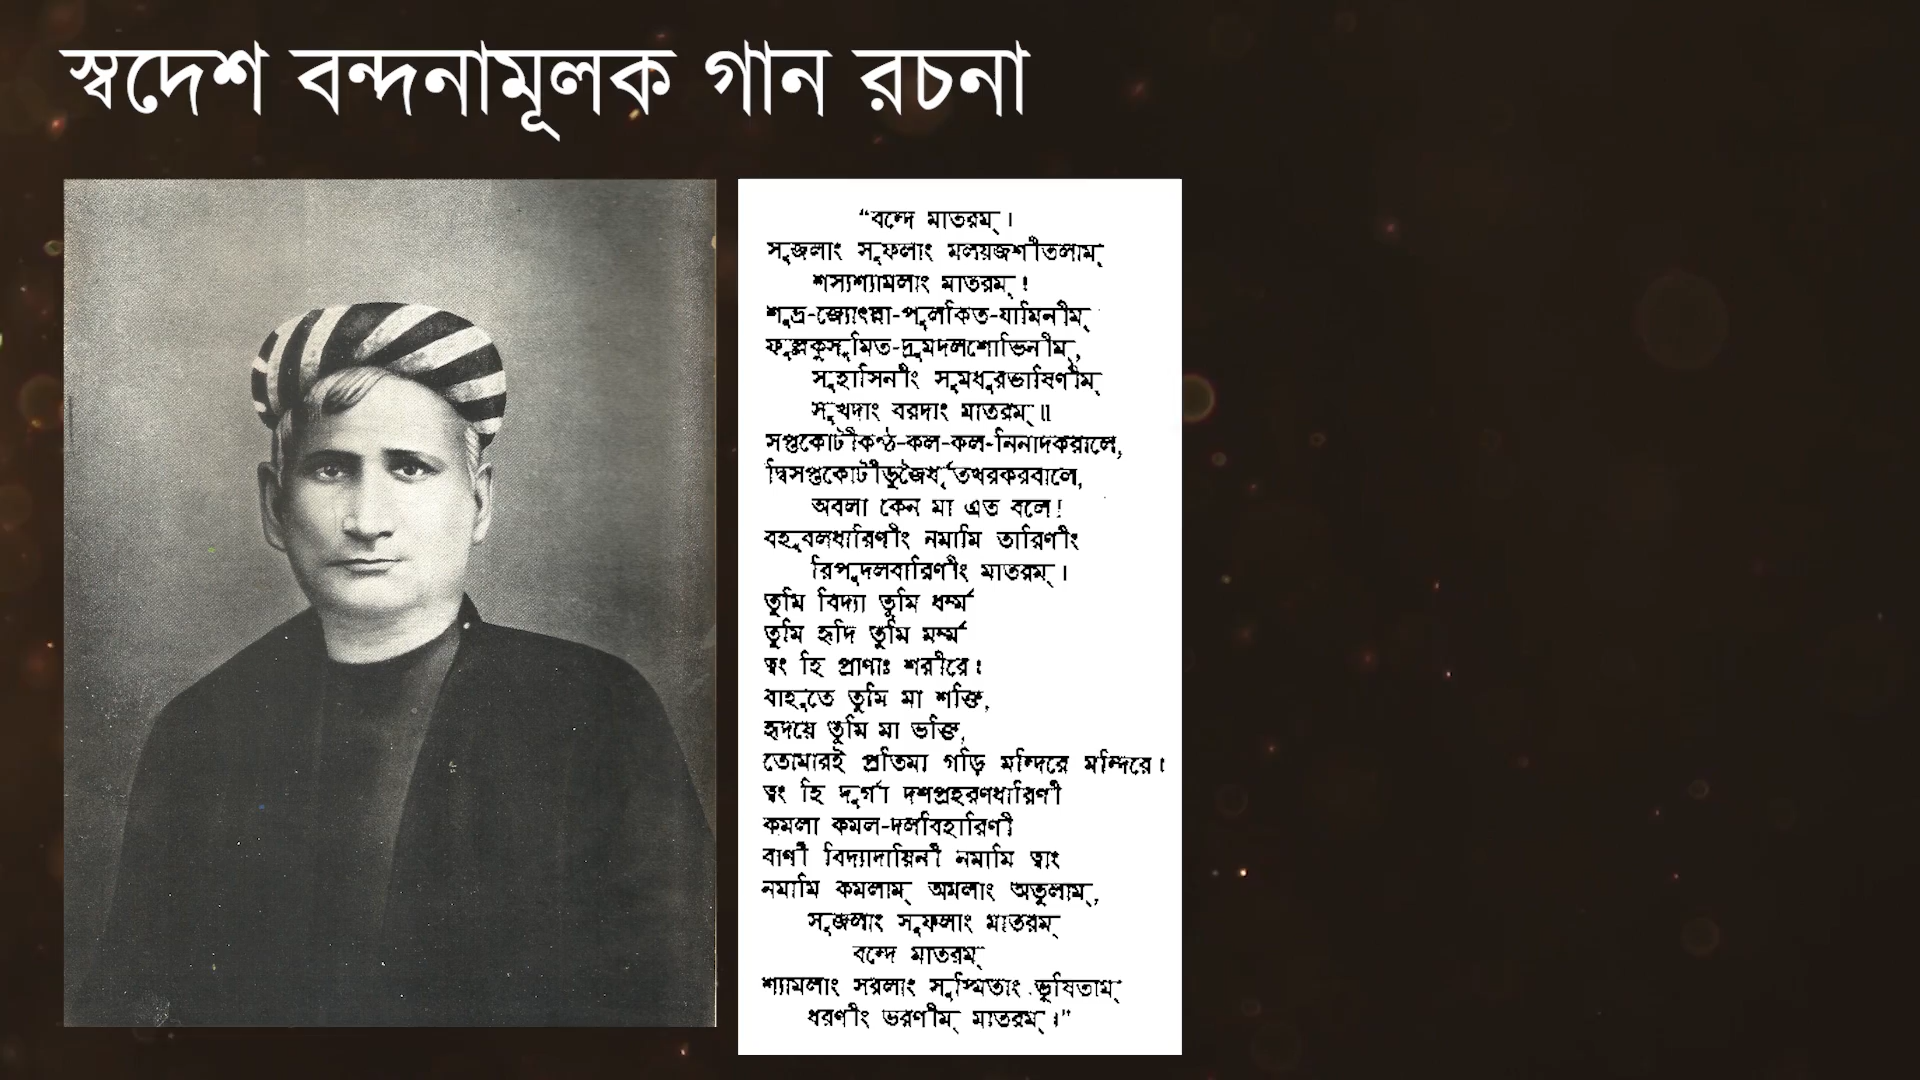 স্বদেশ বন্দনামূলক গান রচনা
“বন্দে মাতরম্ ।
সুজলাং সুফলাং মলয়জশীতলাম্
শস্যশ্যামলাং মাতরম্ !
শুভ্র-জ্যোৎস্না-পুলকিত-যামিনীম্
ফুল্লকুসুমিত-দ্রুমদলশোভিনীম্,
সুহাসিনীং সুমধুরভাষিণীম্
সুখদাং বরদাং মাতরম্ ॥
সপ্তকোটীকণ্ঠ-কল-কল-নিনাদকরালে,
দ্বিসপ্তকোটীভুজৈর্ধৃতখরকরবালে,
অবলা কেন মা এত বলে!
বহুবলধারিণীং নমামি তারিণীং
রিপুদলবারিণীং মাতরম্ ।
তুমি বিদ্যা তুমি ধর্ম্ম
তুমি হৃদি তুমি মর্ম্ম
ত্বং হি প্রাণাঃ শরীরে।
বাহুতে তুমি মা শক্তি,
হৃদয়ে তুমি মা ভক্তি,
তোমারই প্রতিমা গড়ি মন্দিরে মন্দিরে।
ত্বং হি দুর্গা দশপ্রহরণধারিণী
কমলা কমল-দলবিহারিণী
বাণী বিদ্যাদায়িনী নমামি ত্বাং
নমামি কমলাম্ অমলাং অতুলাম্,
সুজলাং সুফলাং মাতরম্
বন্দে মাতরম্
শ্যামলাং সরলাং সুস্মিতাং ভূষিতাম্
ধরণীং ভরণীম্ মাতরম্ ।”